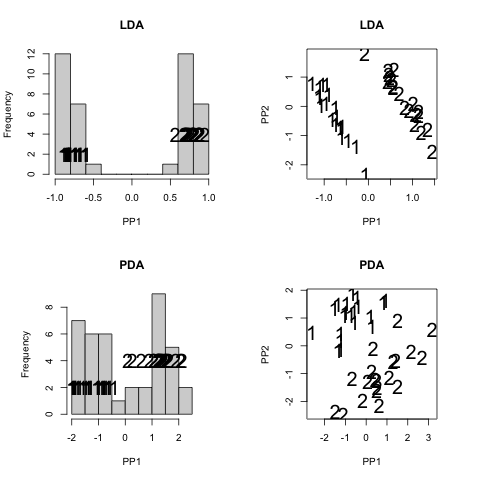 LDA
Frequency
0 2 4 6 8 10 12
-1.0 -0.5 0.0 0.5 1.0
PP1
LDA
PP2
-2 -1 0 1
-1.0 0.0 1.0
PP1
PDA
Frequency
0 2 4 6 8
-2 -1 0 1 2
PP1
PDA
PP2
-2 -1 0 1 2
-2 -1 0 1 2 3
PP1